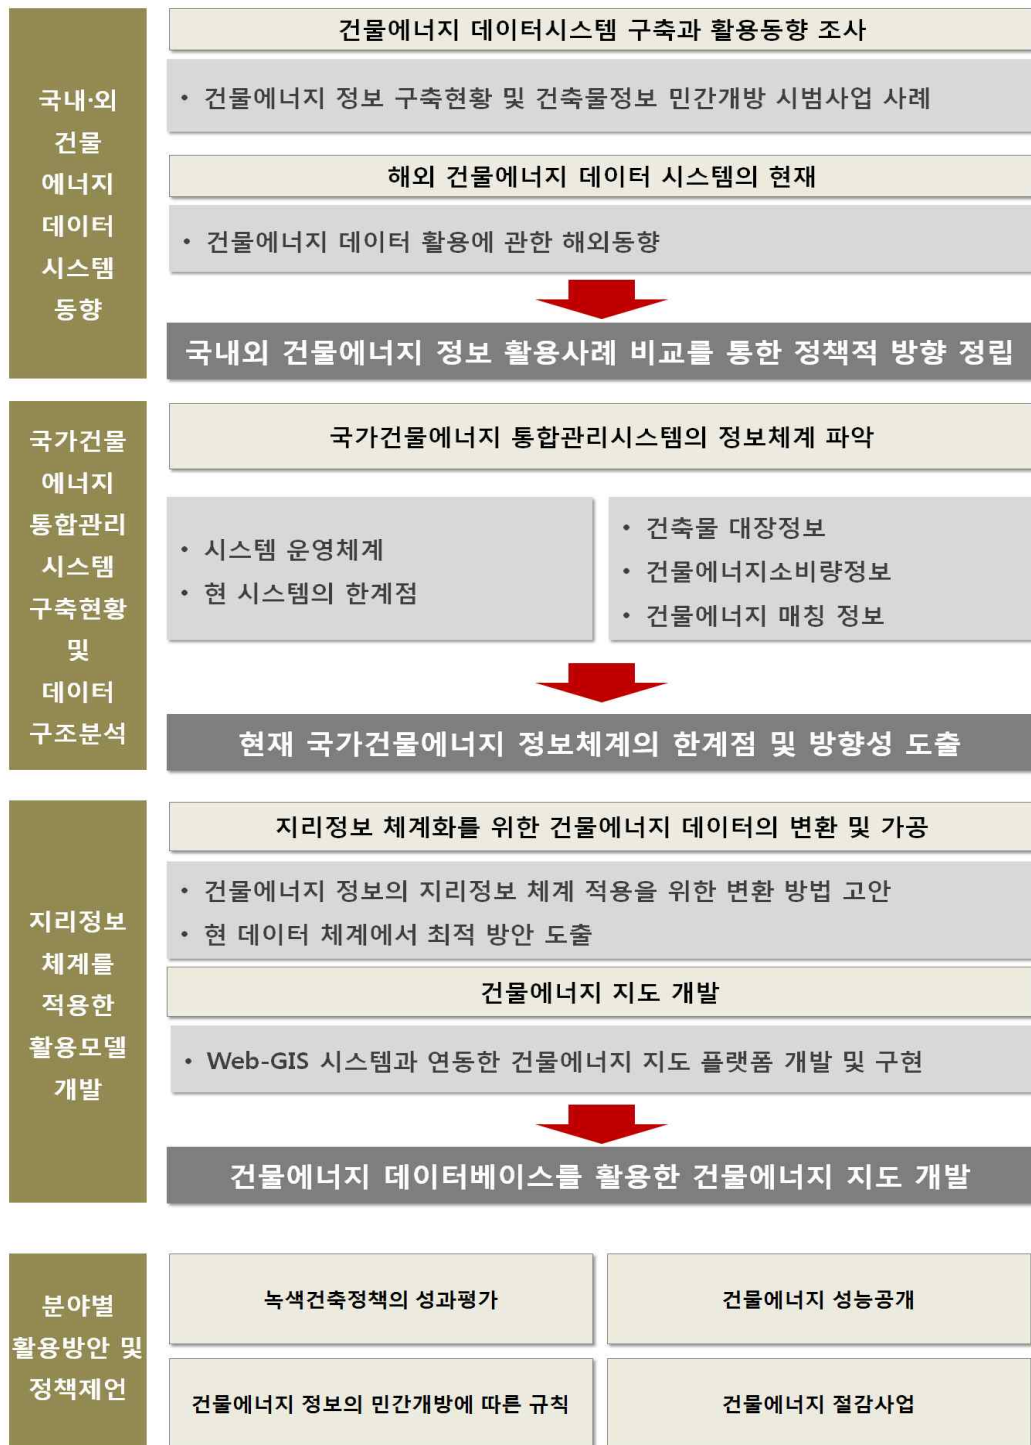 국내·외
건물
에너지
데이터
시스템
동향
건물에너지 데이터시스템 구축과 활용동향 조사
• 건물에너지 정보 구축현황 및 건축물정보 민간개방 시범사업 사례
해외 건물에너지 데이터 시스템의 현재
• 건물에너지 데이터 활용에 관한 해외동향
국내외 건물에너지 정보 활용사례 비교를 통한 정책적 방향 정립
국가건물
에너지
통합관리
시스템
구축현황
및
데이터
구조분석
국가건물에너지 통합관리시스템의 정보체계 파악
• 시스템 운영체계
• 현 시스템의 한계점
• 건축물 대장정보
• 건물에너지소비량정보
• 건물에너지 매칭 정보
현재 국가건물에너지 정보체계의 한계점 및 방향성 도출
지리정보
체계를
적용한
활용모델
개발
지리정보 체계화를 위한 건물에너지 데이터의 변환 및 가공
• 건물에너지 정보의 지리정보 체계 적용을 위한 변환 방법 고안
• 현 데이터 체계에서 최적 방안 도출
건물에너지 지도 개발
• Web-GIS 시스템과 연동한 건물에너지 지도 플랫폼 개발 및 구현
건물에너지 데이터베이스를 활용한 건물에너지 지도 개발
분야별
활용방안 및
정책제언
녹색건축정책의 성과평가
건물에너지 성능공개
건물에너지 정보의 민간개방에 따른 규칙
건물에너지 절감사업